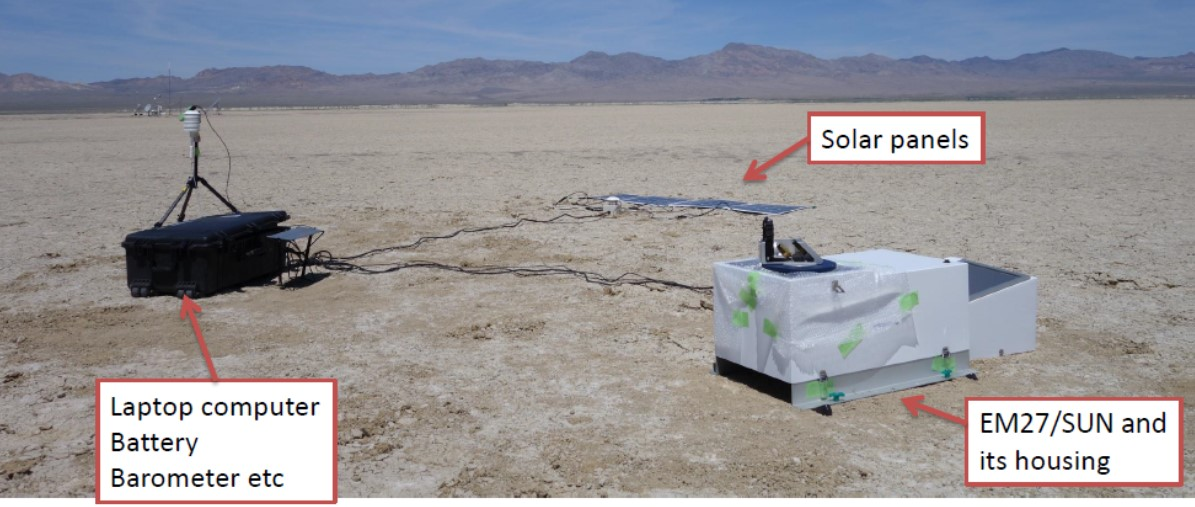 Solar panels
Laptop computer
Battery
Barometer etc
EM27/SUN and
its housing